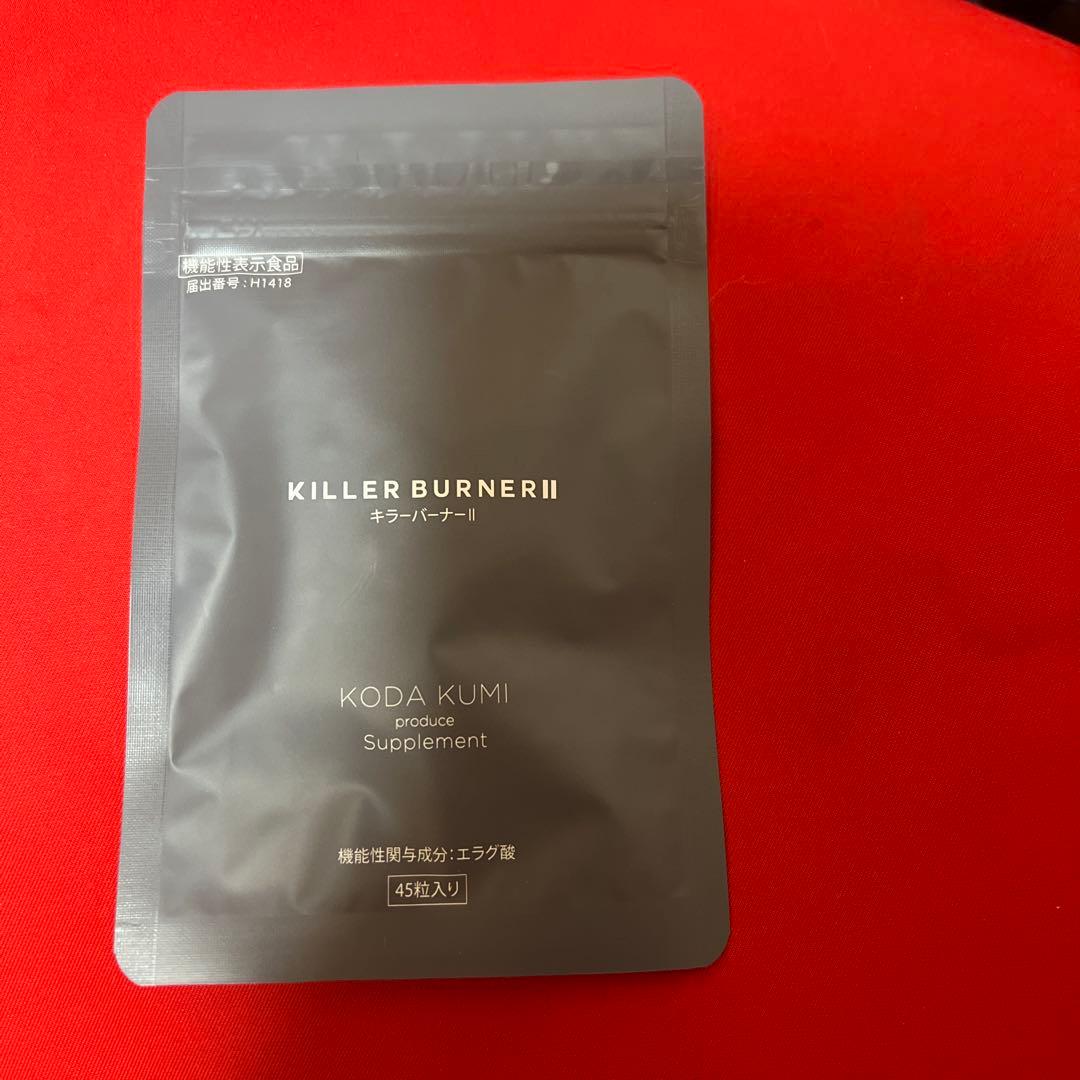 機能性表示食品
届出番号:H1418
KILLER BURNERⅡ
キラーバーナーⅡ
KODA KUMI
produce
Supplement
機能性関与成分:エラグ酸
45粒入り